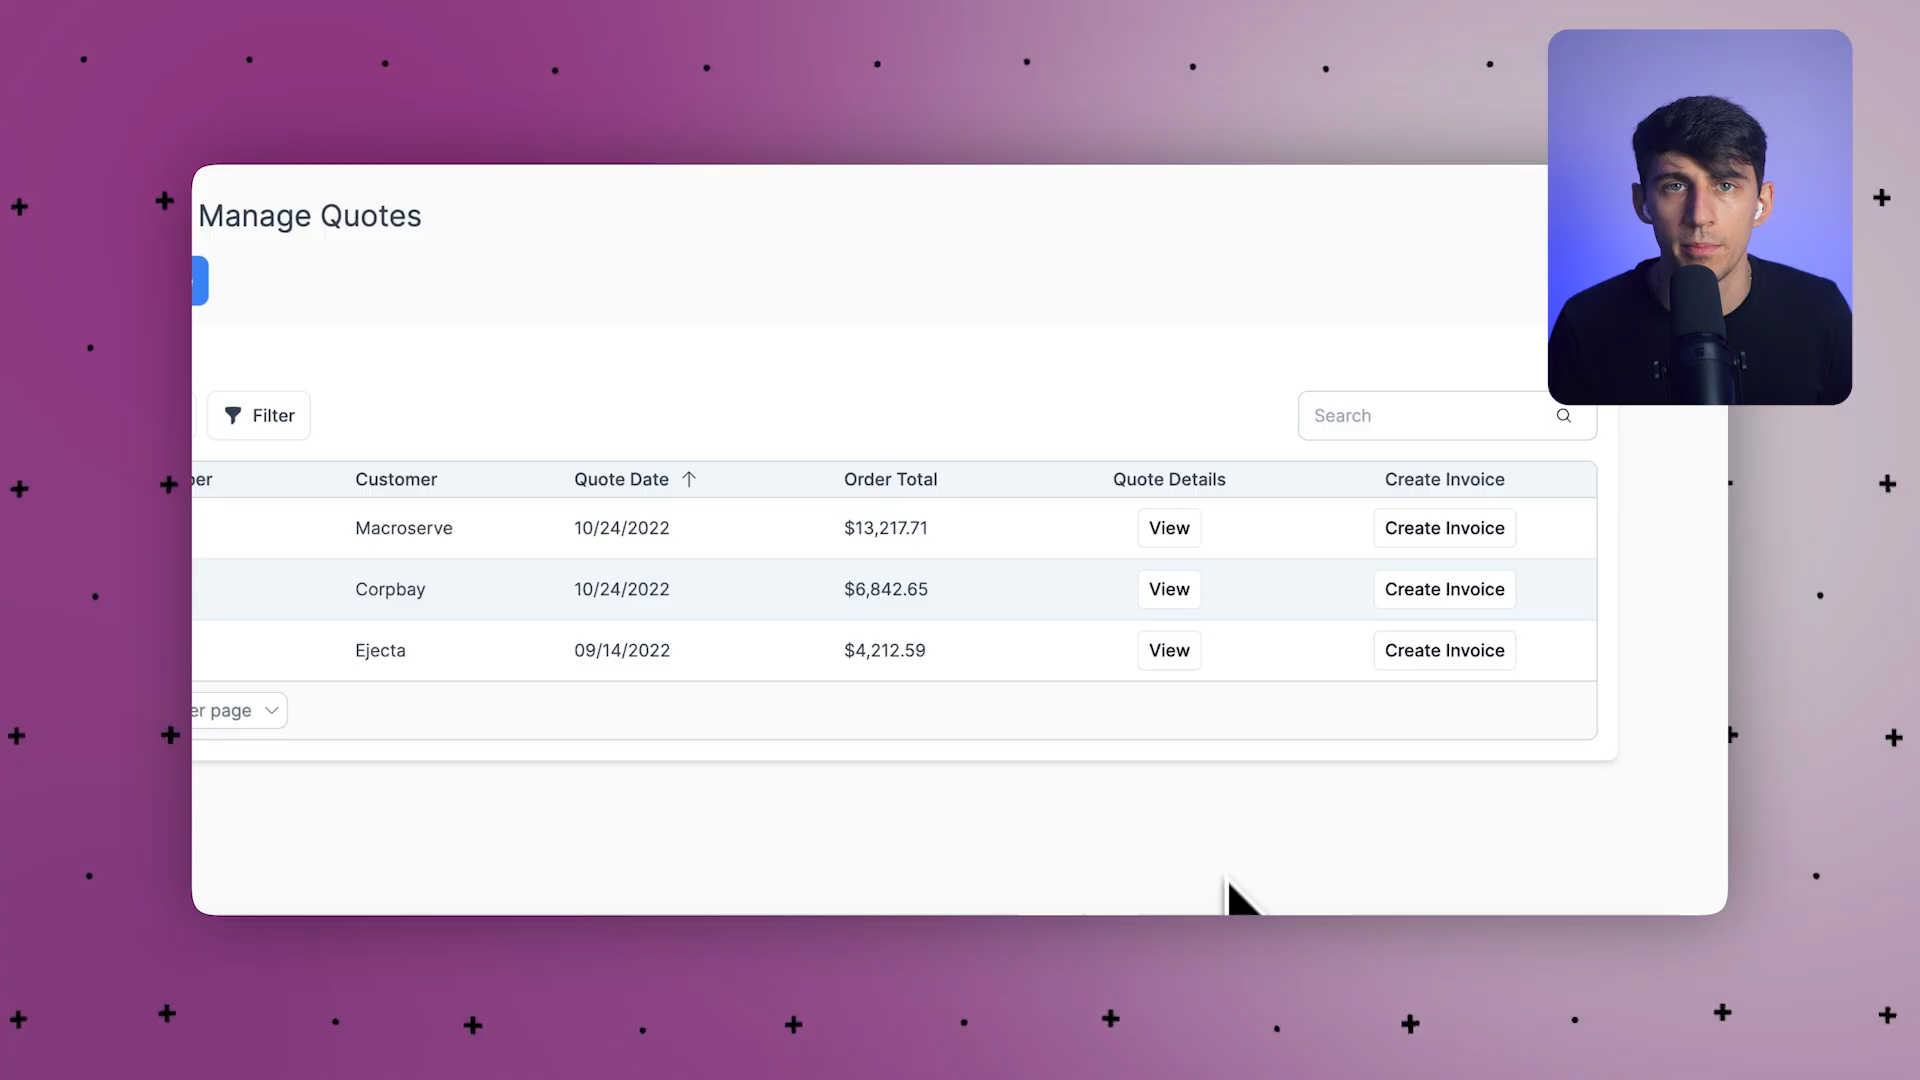 Manage Quotes
Filter
Search
Customer Quote Date Order Total Quote Details Create Invoice
Macroserve 10/24/2022 $13,217.71 View Create Invoice
Corpbay 10/24/2022 $6,842.65 View Create Invoice
Ejecta 09/14/2022 $4,212.59 View Create Invoice
er page